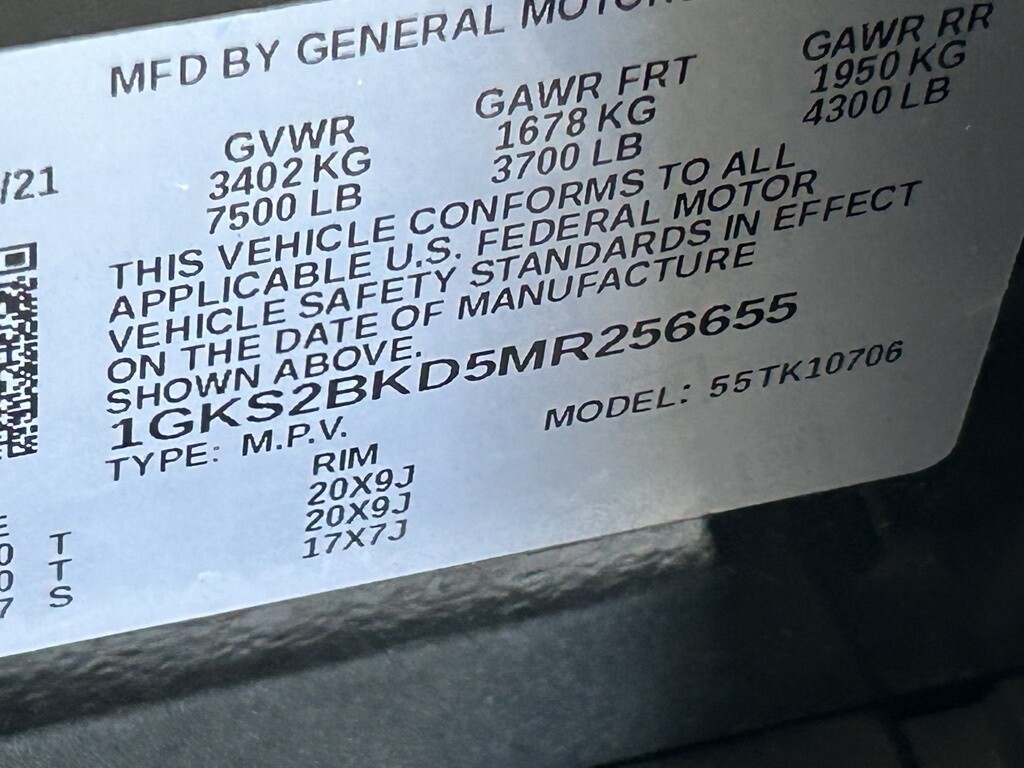 MFD BY GENERAL MOTOR
GVWR GAWR FRT GAWR RR
/21 3402 KG 1678 KG 1950 KG
7500 LB 3700 LB 4300 LB
THIS VEHICLE CONFORMS TO ALL
APPLICABLE U.S. FEDERAL MOTOR
VEHICLE SAFETY STANDARDS IN EFFECT
ON THE DATE OF MANUFACTURE
SHOWN ABOVE.
1GKS2BKD5MR256655
TYPE: M.P.V. MODEL: 55TK10706
RIM
T 20X9J
T 20X9J
S 17X7J